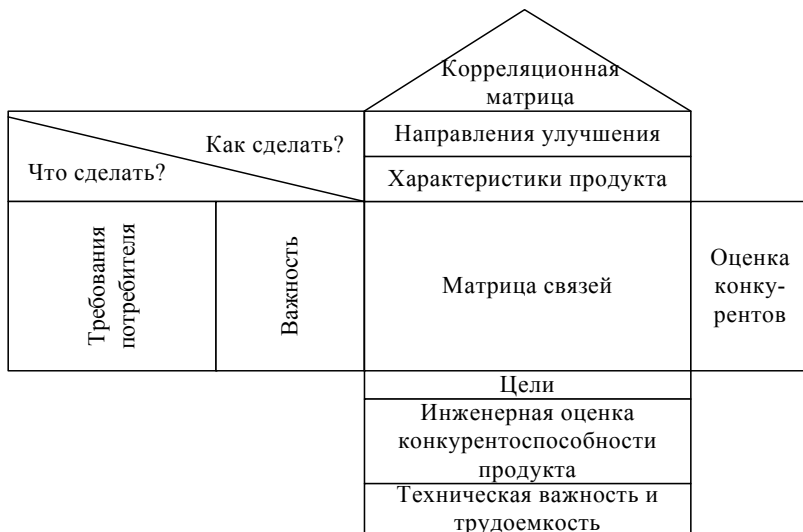 Корреляционная
матрица
Направления улучшения
Как сделать?
Что сделать?
Характеристики продукта
Требования
потребителя
Важность
Матрица связей
Оценка
конку-
рентов
Цели
Инженерная оценка
конкурентоспособности
продукта
Техническая важность и
трудоемкость